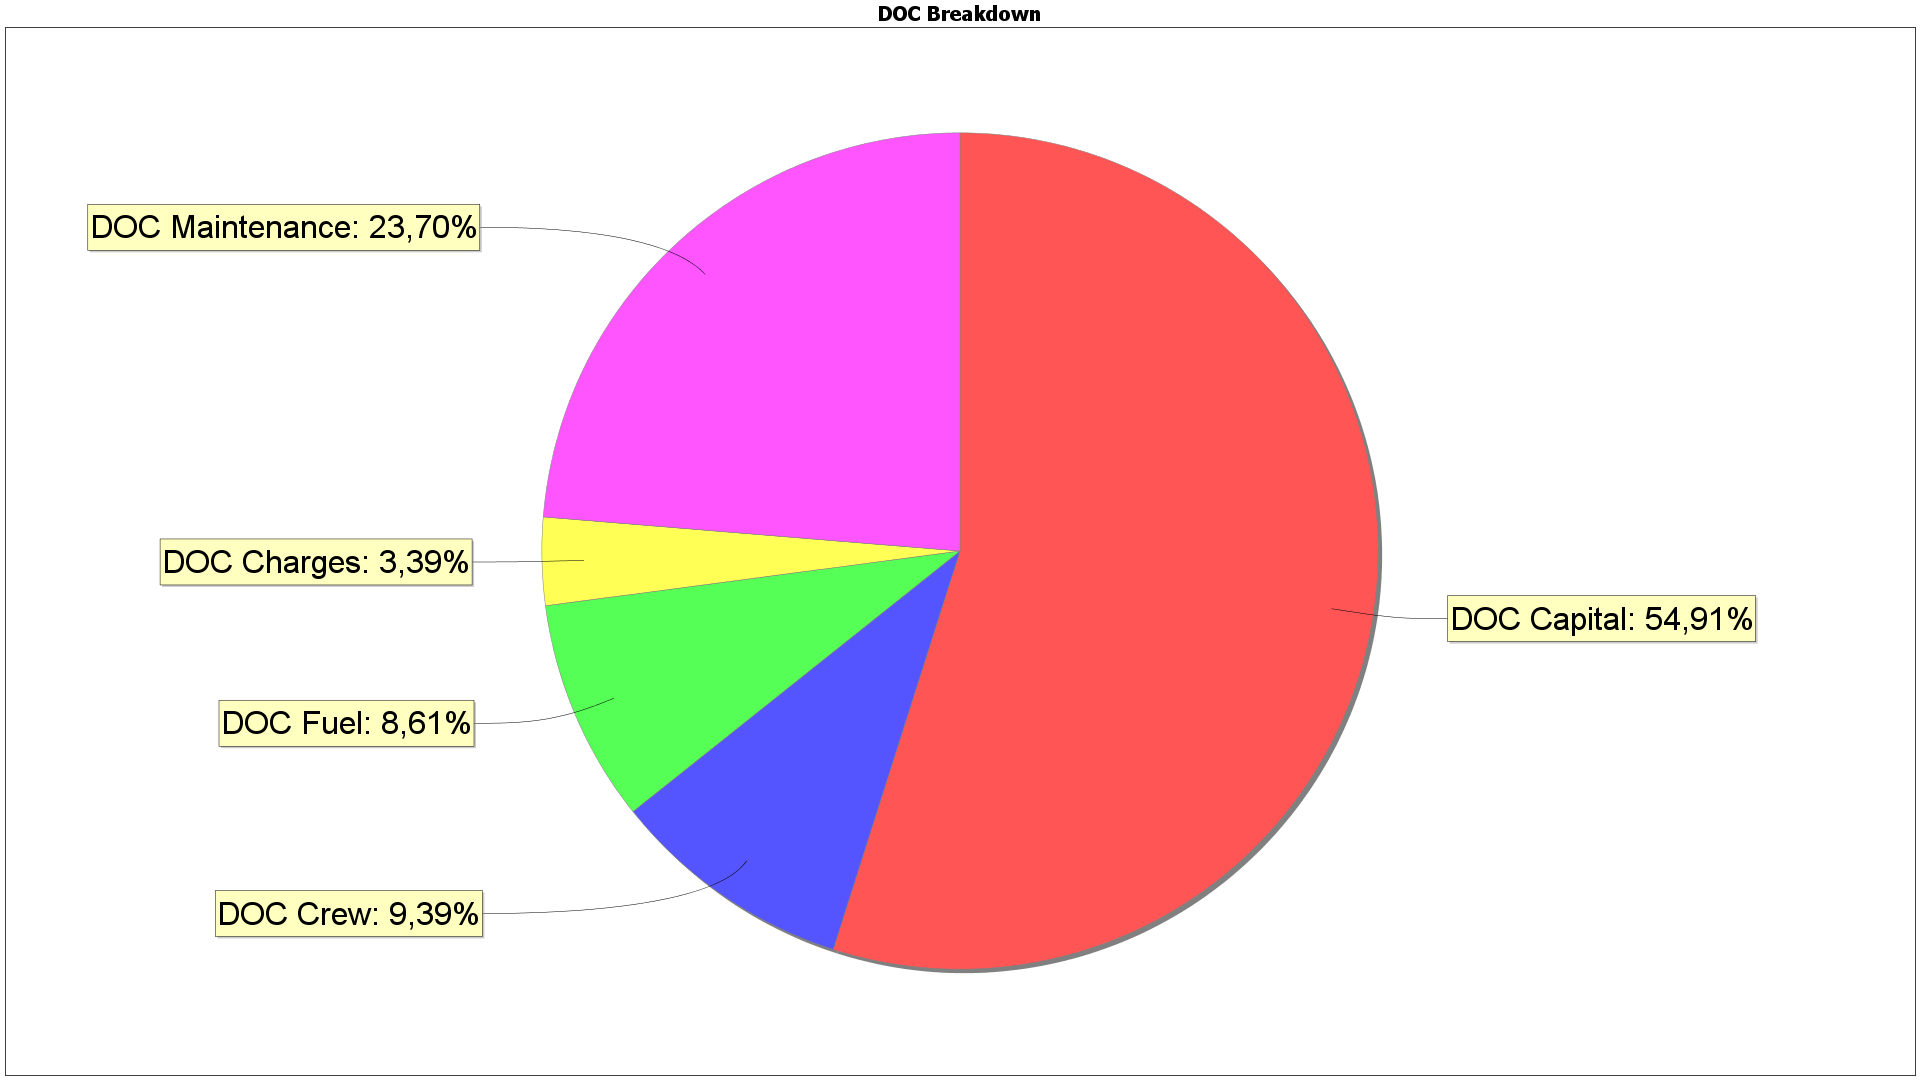 DOC Breakdown
DOC Maintenance: 23,70%
DOC Charges: 3,39%
DOC Capital: 54,91%
DOC Fuel: 8,61%
DOC Crew: 9,39%